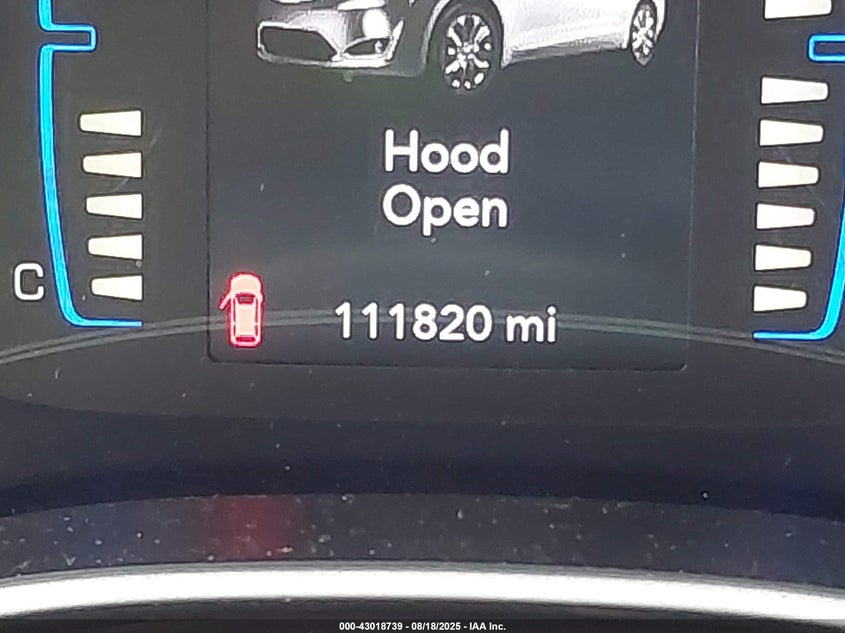 Hood
Open
C
111820 mi
000-43018739 - 08/18/2025 - IAA Inc.